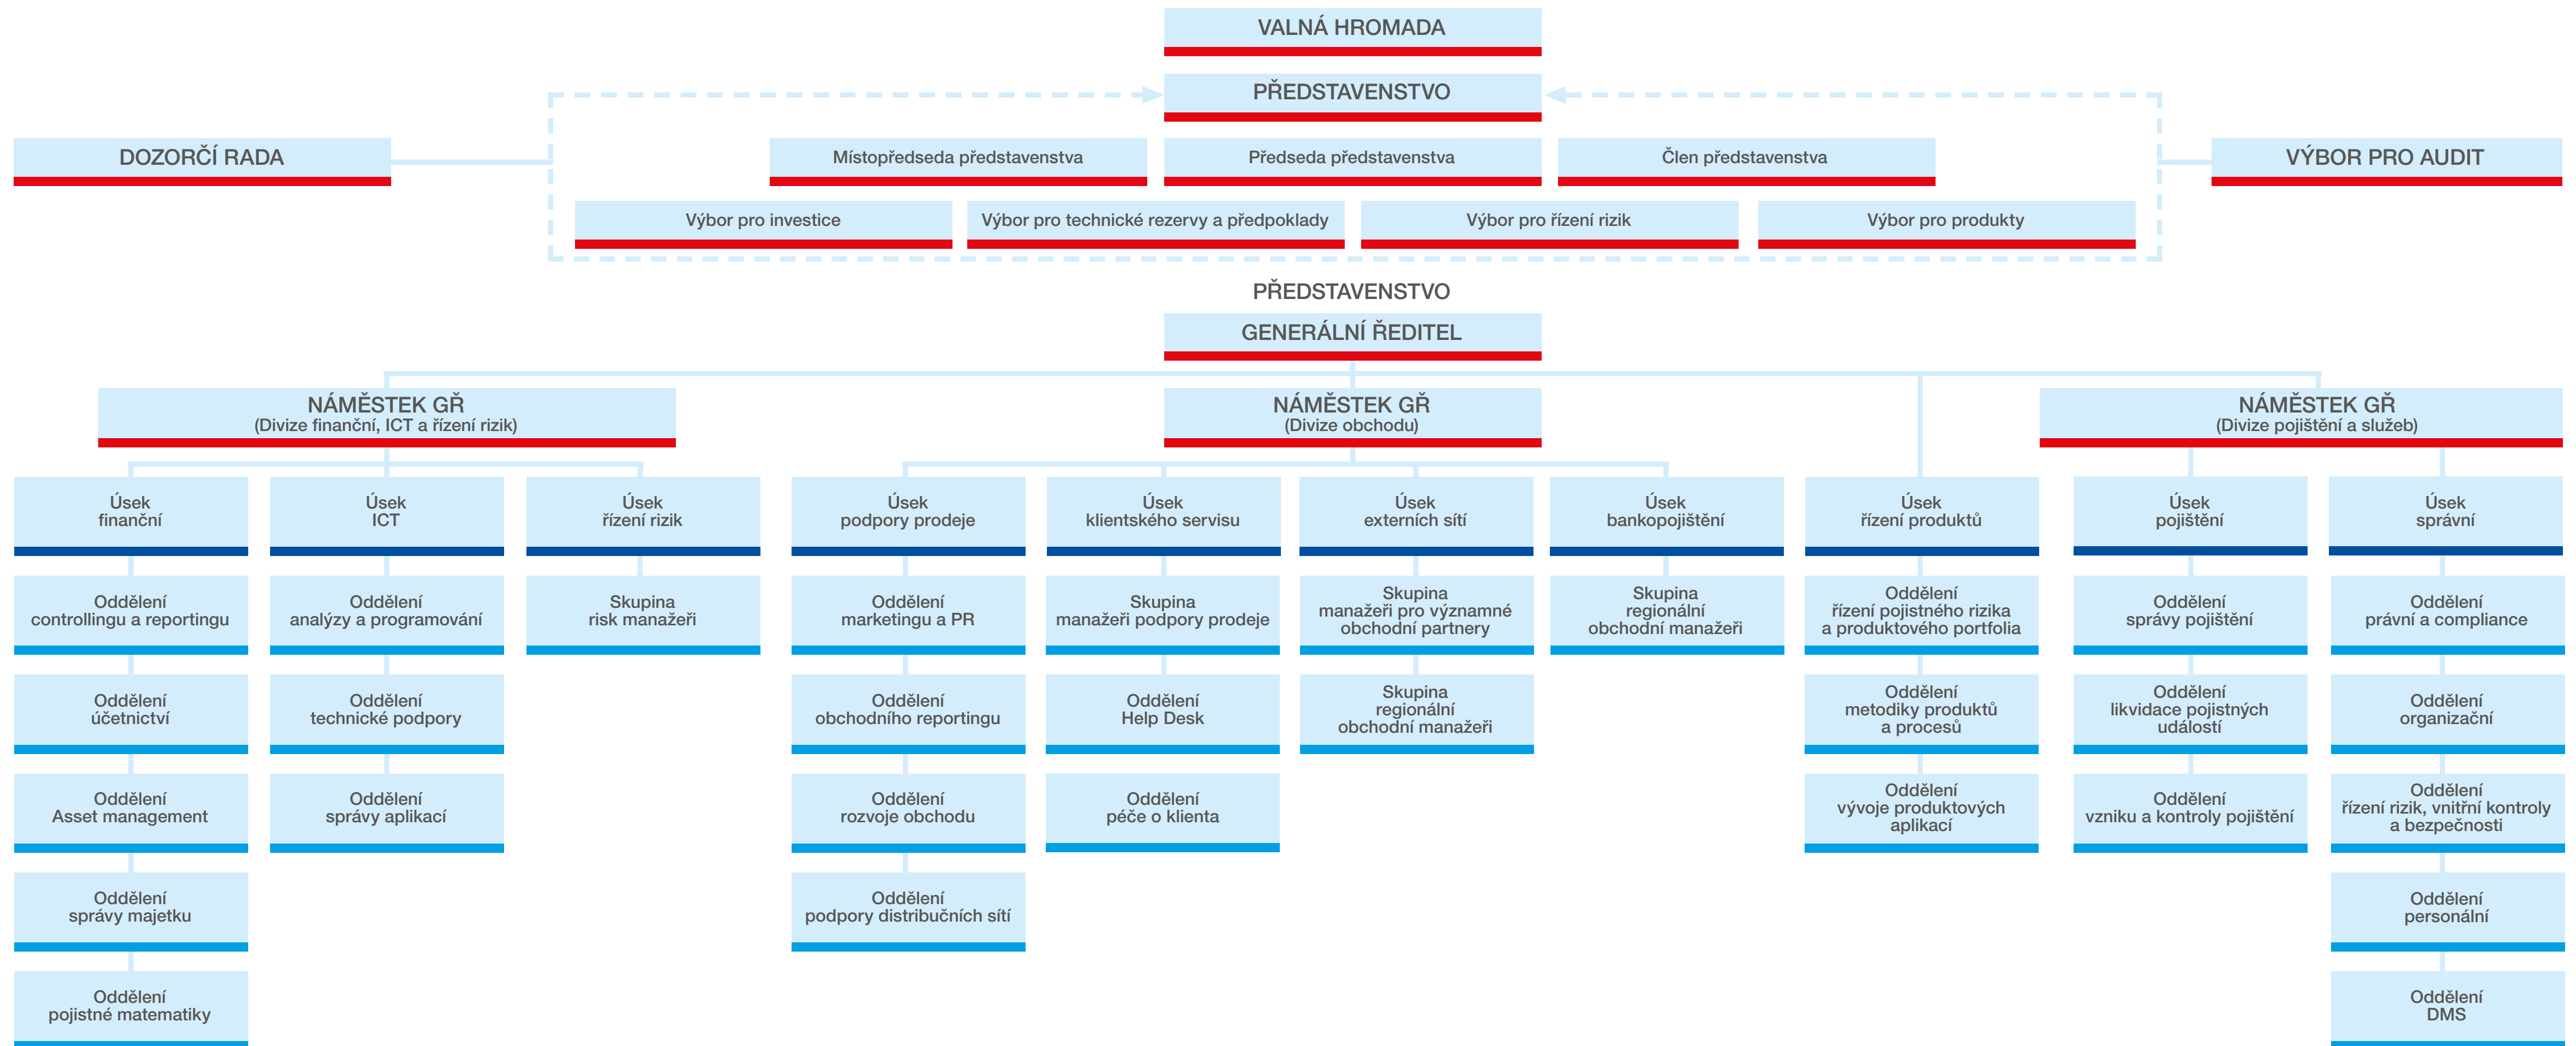 VALNÁ HROMADA
PŘEDSTAVENSTVO
DOZORČÍ RADA
Místopředseda představenstva
Předseda představenstva
Člen představenstva
VÝBOR PRO AUDIT
Výbor pro investice
Výbor pro technické rezervy a předpoklady
Výbor pro řízení rizik
Výbor pro produkty
PŘEDSTAVENSTVO
GENERÁLNÍ ŘEDITEL
NÁMĚSTEK GŘ
(Divize finanční, ICT a řízení rizik)
NÁMĚSTEK GŘ
(Divize obchodu)
NÁMĚSTEK GŘ
(Divize pojištění a služeb)
Úsek
finanční
Úsek
ICT
Úsek
řízení rizik
Úsek
podpory prodeje
Úsek
klientského servisu
Úsek
externích sítí
Úsek
bankopojištění
Úsek
řízení produktů
Úsek
pojištění
Úsek
správní
Oddělení
controllingu a reportingu
Oddělení
analýzy a programování
Skupina
risk manažeři
Oddělení
marketingu a PR
Skupina
manažeři podpory prodeje
Skupina
manažeři pro významné
obchodní partnery
Skupina
regionální
obchodní manažeři
Oddělení
řízení pojistného rizika
a produktového portfolia
Oddělení
správy pojištění
Oddělení
právní a compliance
Oddělení
účetnictví
Oddělení
technické podpory
Oddělení
obchodního reportingu
Oddělení
Help Desk
Skupina
regionální
obchodní manažeři
Oddělení
metodiky produktů
a procesů
Oddělení
likvidace pojistných
událostí
Oddělení
organizační
Oddělení
Asset management
Oddělení
správy aplikací
Oddělení
rozvoje obchodu
Oddělení
péče o klienta
Oddělení
vývoje produktových
aplikací
Oddělení
vzniku a kontroly pojištění
Oddělení
řízení rizik, vnitřní kontroly
a bezpečnosti
Oddělení
správy majetku
Oddělení
podpory distribučních sítí
Oddělení
personální
Oddělení
pojistné matematiky
Oddělení
DMS